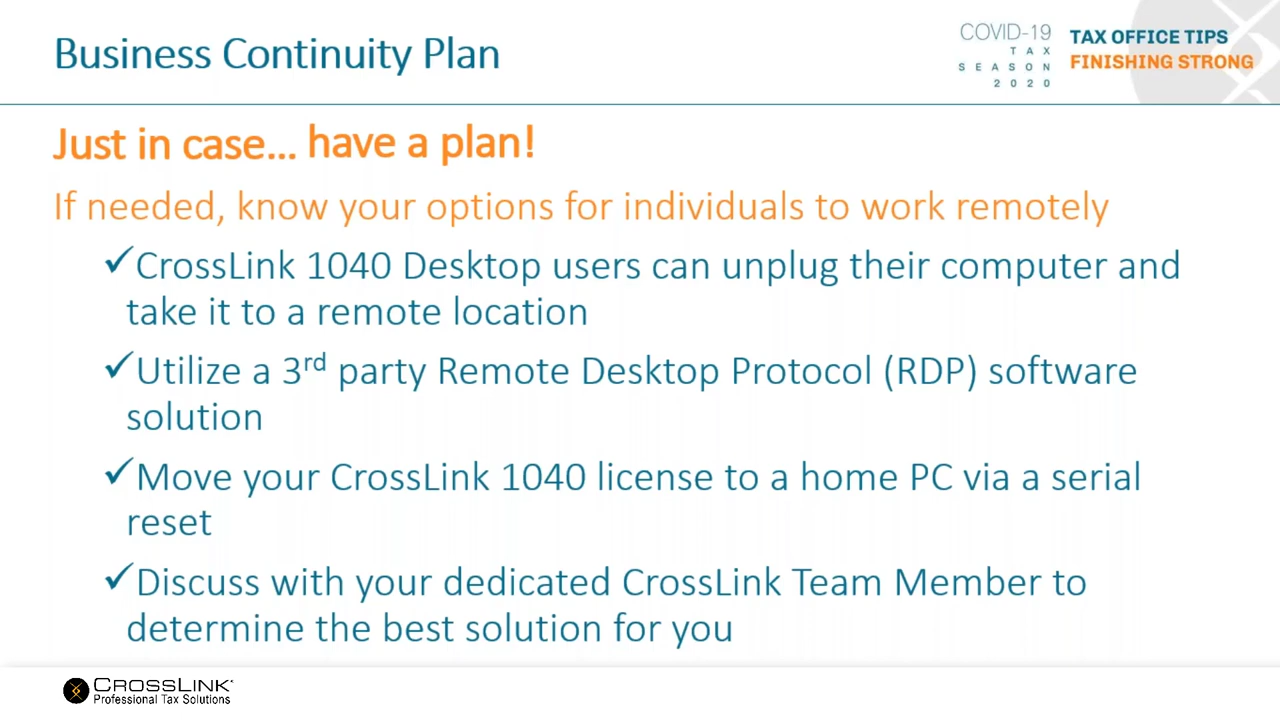 Business Continuity Plan
COVID-19
TAX
SEASON
2020
TAX OFFICE TIPS
FINISHING STRONG
Just in case... have a plan!
If needed, know your options for individuals to work remotely
✓CrossLink 1040 Desktop users can unplug their computer and
take it to a remote location
✓Utilize a 3rd party Remote Desktop Protocol (RDP) software
solution
✓Move your CrossLink 1040 license to a home PC via a serial
reset
✓Discuss with your dedicated CrossLink Team Member to
determine the best solution for you
CROSSLINK
Professional Tax Solutions